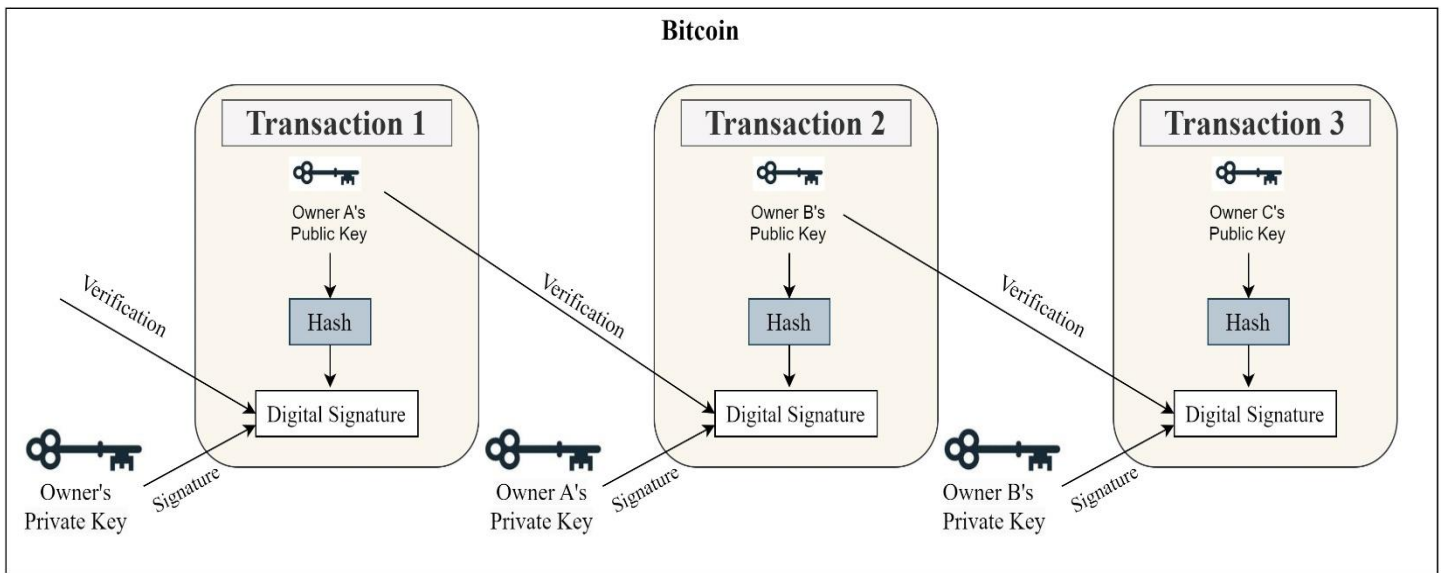 Bitcoin
Transaction 1
Owner A's
Public Key
Hash
Digital Signature
Verification
Owner's
Private Key
Signature
Transaction 2
Owner B's
Public Key
Hash
Digital Signature
Verification
Owner A's
Private Key
Signature
Transaction 3
Owner C's
Public Key
Hash
Digital Signature
Verification
Owner B's
Private Key
Signature